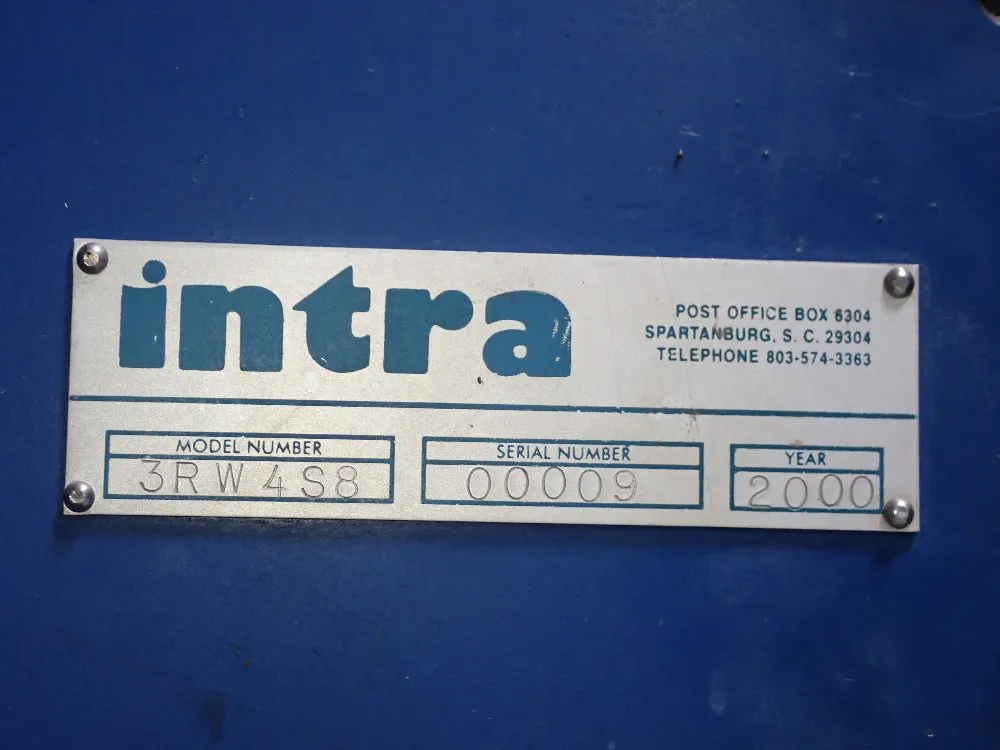 intra
POST OFFICE BOX 6304
SPARTANBURG, S. C. 29304
TELEPHONE 803-574-3363
MODEL NUMBER
3RW4S8
SERIAL NUMBER
00009
YEAR
2000